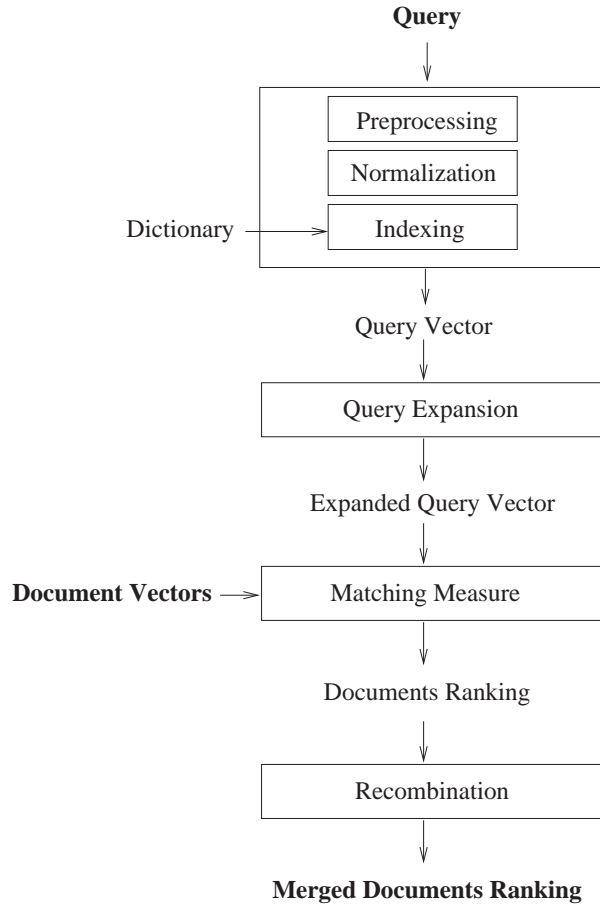 Query
Preprocessing
Normalization
Dictionary
Indexing
Query Vector
Query Expansion
Expanded Query Vector
Document Vectors
Matching Measure
Documents Ranking
Recombination
Merged Documents Ranking